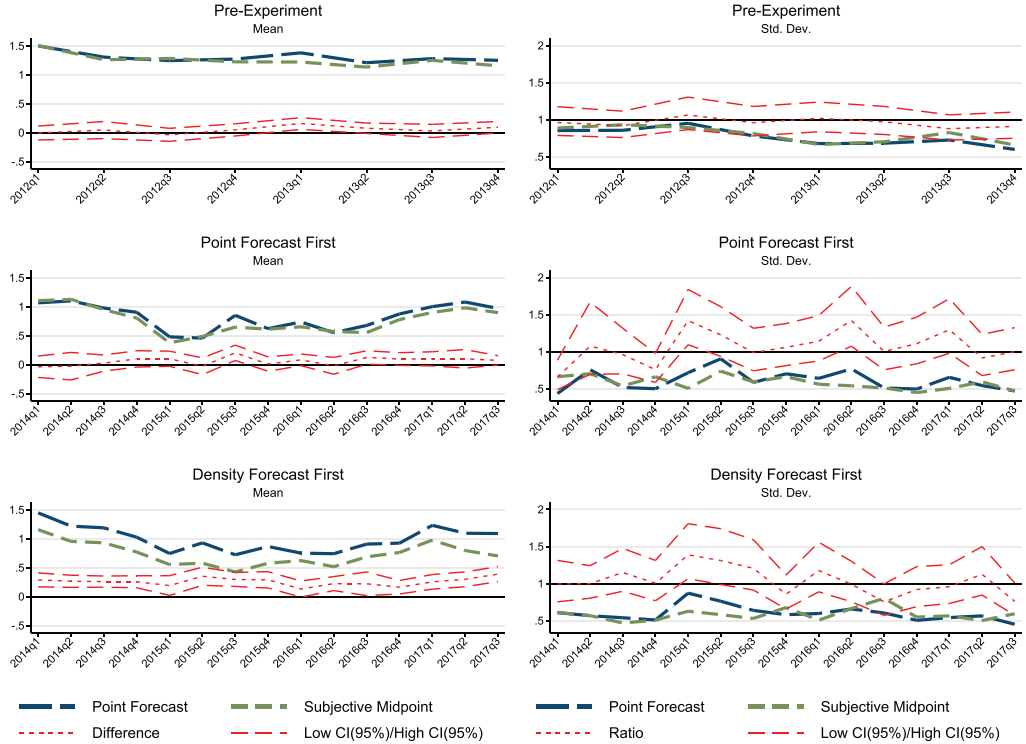 Pre-Experiment
Mean
1.5
1
.5
0
-.5
2012q1
2012q2
2012q3
2012q4
2013q1
2013q2
2013q3
2013q4
Pre-Experiment
Std. Dev.
2
1.5
1
.5
2012q1
2012q2
2012q3
2012q4
2013q1
2013q2
2013q3
2013q4
Point Forecast First
Mean
1.5
1
.5
0
-.5
2014q1
2014q2
2014q3
2014q4
2015q1
2015q2
2015q3
2015q4
2016q1
2016q2
2016q3
2016q4
2017q1
2017q2
2017q3
Point Forecast First
Std. Dev.
2
1.5
1
.5
2014q1
2014q2
2014q3
2014q4
2015q1
2015q2
2015q3
2015q4
2016q1
2016q2
2016q3
2016q4
2017q1
2017q2
2017q3
Density Forecast First
Mean
1.5
1
.5
0
-.5
2014q1
2014q2
2014q3
2014q4
2015q1
2015q2
2015q3
2015q4
2016q1
2016q2
2016q3
2016q4
2017q1
2017q2
2017q3
Density Forecast First
Std. Dev.
2
1.5
1
.5
2014q1
2014q2
2014q3
2014q4
2015q1
2015q2
2015q3
2015q4
2016q1
2016q2
2016q3
2016q4
2017q1
2017q2
2017q3
Point Forecast
Subjective Midpoint
Difference
Low CI(95%)/High CI(95%)
Point Forecast
Subjective Midpoint
Ratio
Low CI(95%)/High CI(95%)